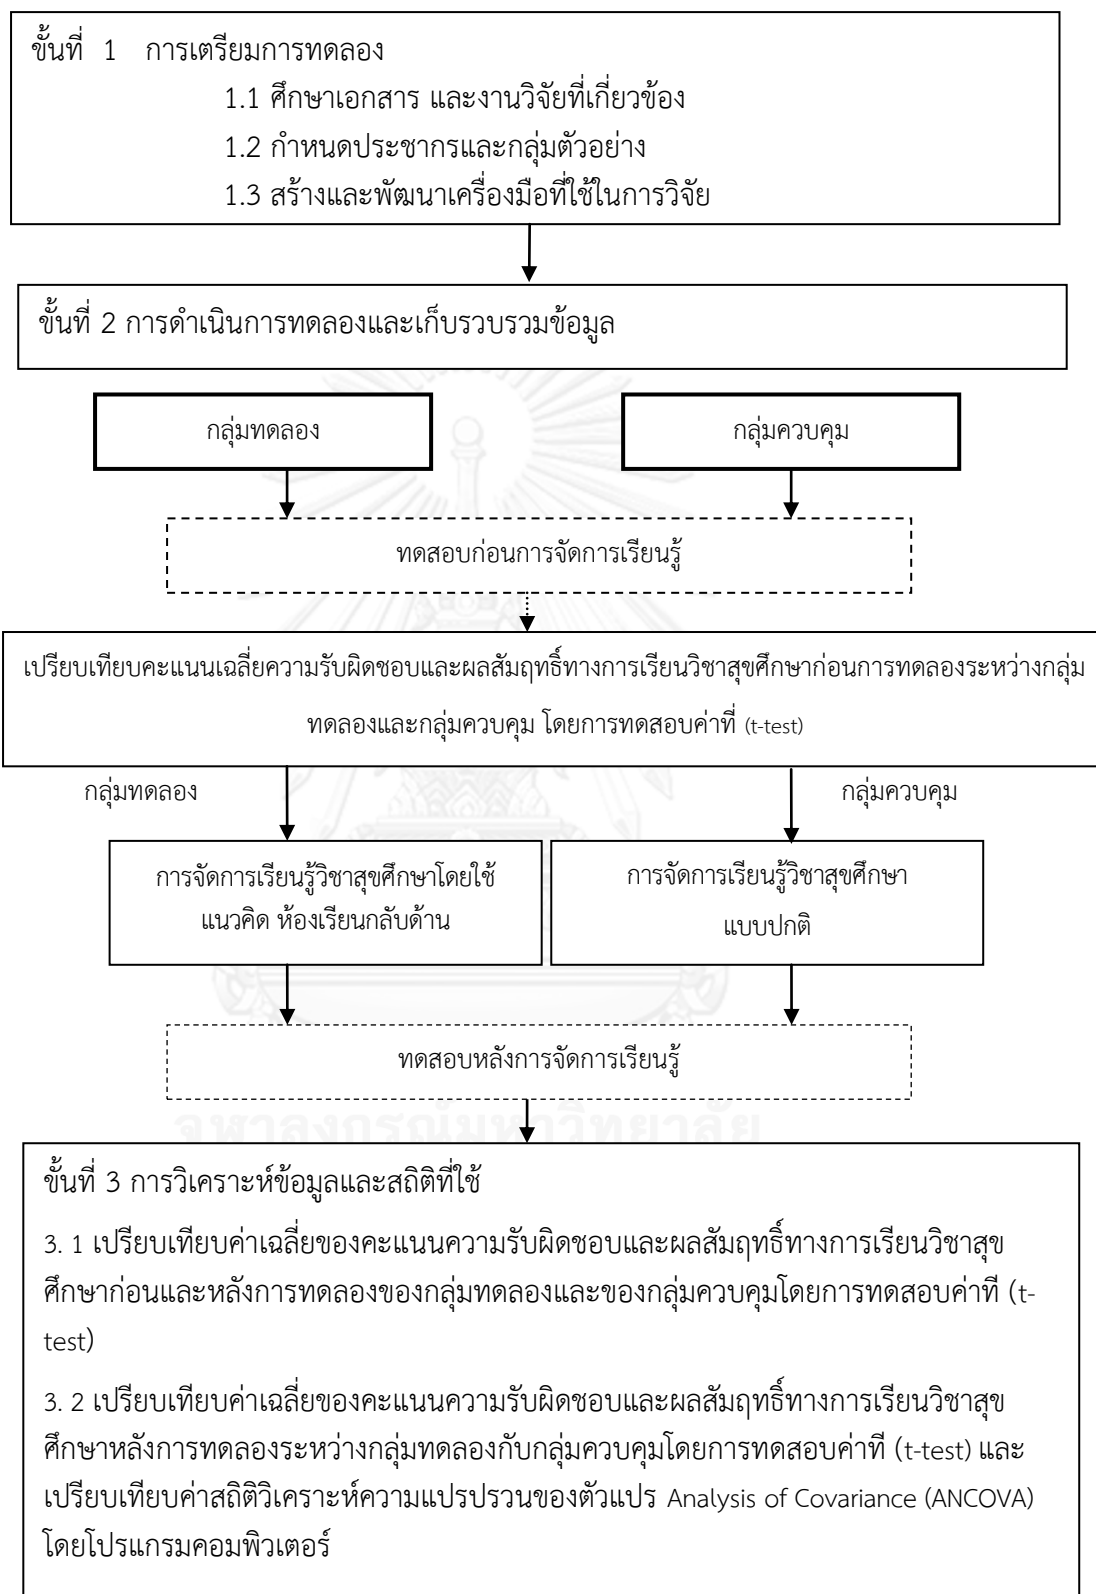 ขั้นที่ 1 การเตรียมการทดลอง
1.1 ศึกษาเอกสาร และงานวิจัยที่เกี่ยวข้อง
1.2 กำหนดประชากรและกลุ่มตัวอย่าง
1.3 สร้างและพัฒนาเครื่องมือที่ใช้ในการวิจัย
ขั้นที่ 2 การดำเนินการทดลองและเก็บรวบรวมข้อมูล
กลุ่มทดลอง
กลุ่มควบคุม
ทดสอบก่อนการจัดการเรียนรู้
เปรียบเทียบคะแนนเฉลี่ยความรับผิดชอบและผลสัมฤทธิ์ทางการเรียนวิชาสุขศึกษาก่อนการทดลองระหว่างกลุ่ม
ทดลองและกลุ่มควบคุม โดยการทดสอบค่าที่ (t-test)
กลุ่มทดลอง
กลุ่มควบคุม
การจัดการเรียนรู้วิชาสุขศึกษาโดยใช้
แนวคิด ห้องเรียนกลับด้าน
การจัดการเรียนรู้วิชาสุขศึกษา
แบบปกติ
ทดสอบหลังการจัดการเรียนรู้
จุฬาลงกรณ์มหาวิทยาลัย
ขั้นที่ 3 การวิเคราะห์ข้อมูลและสถิติที่ใช้
3. 1 เปรียบเทียบค่าเฉลี่ยของคะแนนความรับผิดชอบและผลสัมฤทธิ์ทางการเรียนวิชาสุข
ศึกษาก่อนและหลังการทดลองของกลุ่มทดลองและของกลุ่มควบคุมโดยการทดสอบค่าที (t-
test)
3. 2 เปรียบเทียบค่าเฉลี่ยของคะแนนความรับผิดชอบและผลสัมฤทธิ์ทางการเรียนวิชาสุข
ศึกษาหลังการทดลองระหว่างกลุ่มทดลองกับกลุ่มควบคุมโดยการทดสอบค่าที (t-test) และ
เปรียบเทียบค่าสถิติวิเคราะห์ความแปรปรวนของตัวแปร Analysis of Covariance (ANCOVA)
โดยโปรแกรมคอมพิวเตอร์